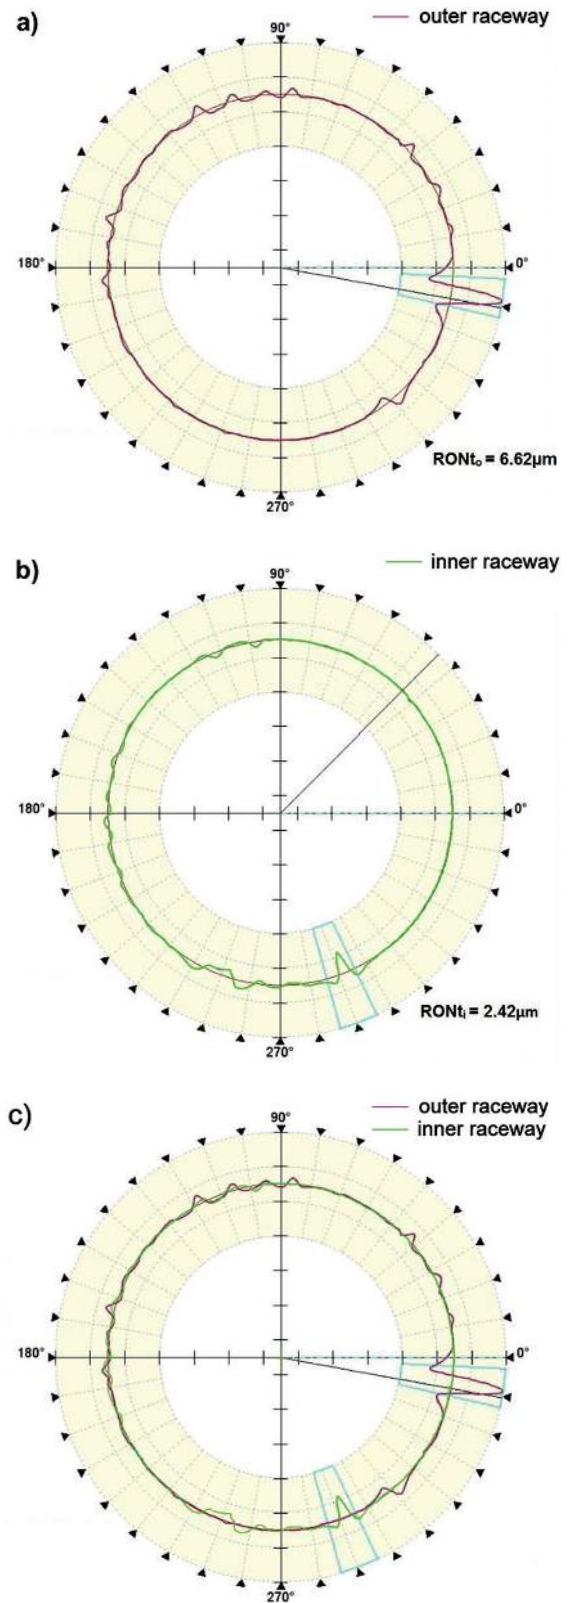 a)
outer raceway
90°
180°
0°
270°
RONtₒ = 6.62µm
b)
inner raceway
90°
180°
0°
270°
RONtᵢ = 2.42µm
c)
outer raceway
inner raceway
90°
180°
0°
270°